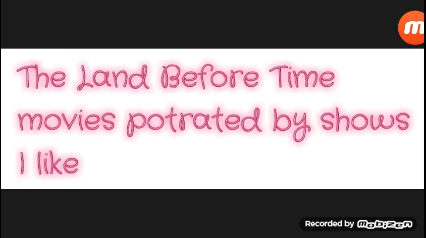 m
The Land Before Time
movies potrated by shows
I like
Recorded by mobizen